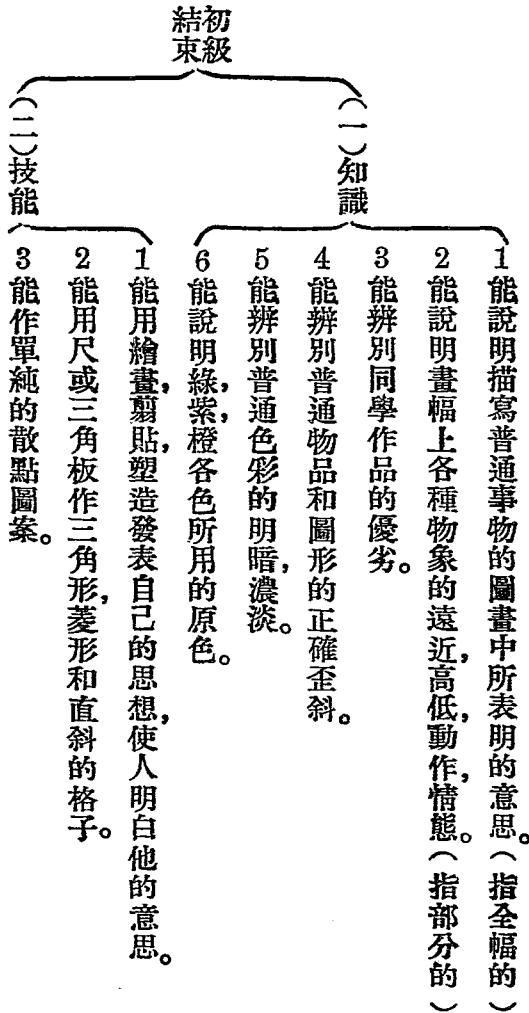 初級
結束
（一）知識
1 能說明描寫普通事物的圖畫中所表明的意思。（指全幅的）
2 能說明畫幅上各種物象的遠近，高低，動作，情態。（指部分的）
3 能辨別同學作品的優劣。
4 能辨別普通物品和圖形的正確歪斜。
5 能辨別普通色彩的明暗，濃淡。
6 能說明綠，紫，橙各色所用的原色。
（二）技能
1 能用繪畫，翦貼，塑造發表自己的思想，使人明白他的意思。
2 能用尺或三角板作三角形，菱形和直斜的格子。
3 能作單純的散點圖案。